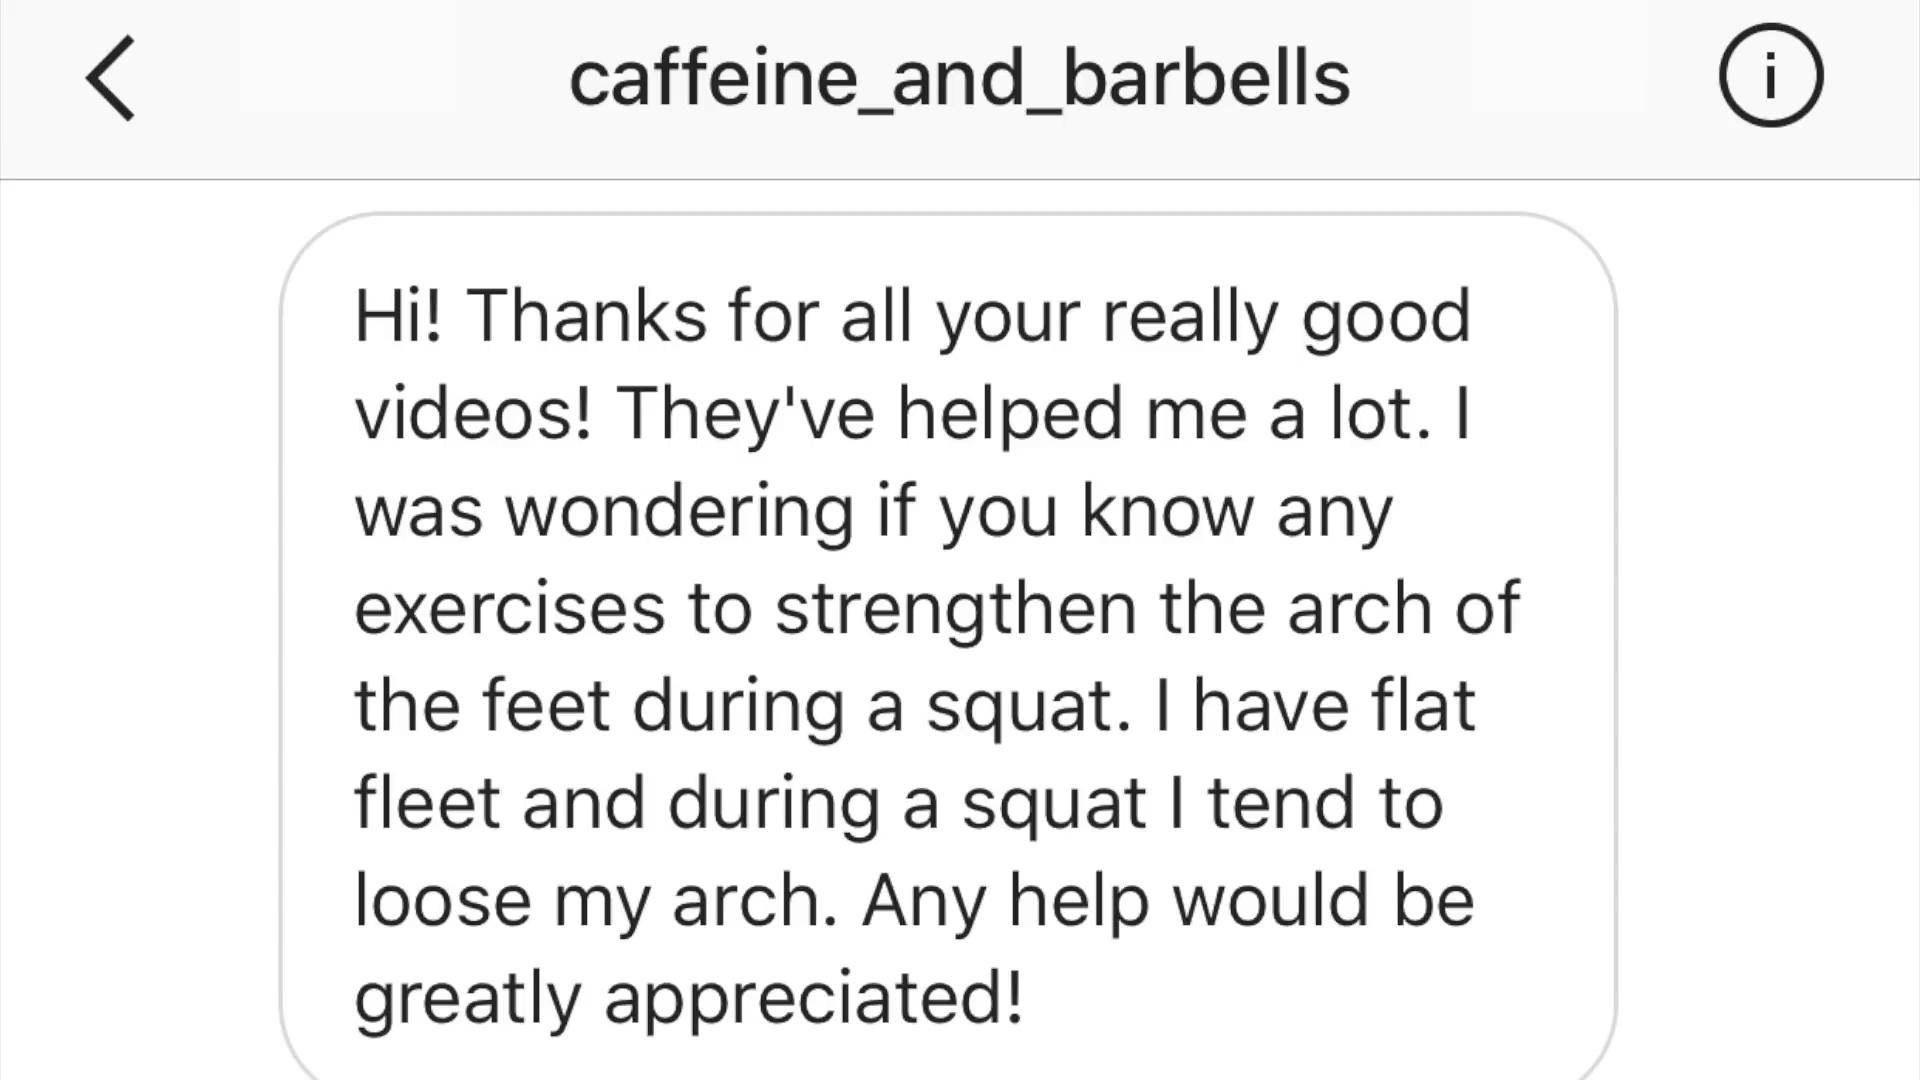 caffeine_and_barbells
i
Hi! Thanks for all your really good
videos! They've helped me a lot. I
was wondering if you know any
exercises to strengthen the arch of
the feet during a squat. I have flat
fleet and during a squat I tend to
loose my arch. Any help would be
greatly appreciated!